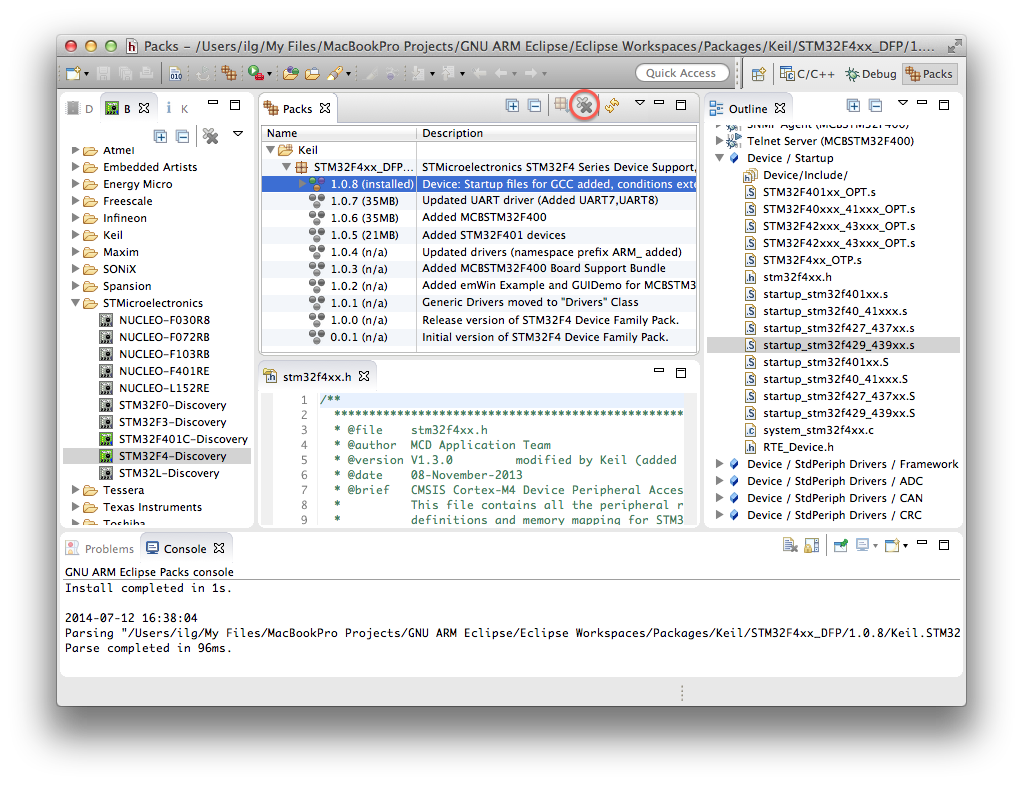 Packs – /Users/ilg/My Files/MacBookPro Projects/GNU ARM Eclipse/Eclipse Workspaces/Packages/Keil/STM32F4xx_DFP/1....
010
Quick Access
C/C++
Debug
Packs
D
B
K
Atmel
Embedded Artists
Energy Micro
Freescale
Infineon
Keil
Maxim
SONiX
Spansion
STMicroelectronics
NUCLEO-F030R8
NUCLEO-F072RB
NUCLEO-F103RB
NUCLEO-F401RE
NUCLEO-L152RE
STM32F0-Discovery
STM32F3-Discovery
STM32F401C-Discovery
STM32F4-Discovery
STM32L-Discovery
Tessera
Texas Instruments
Toshiba
Packs
Name Description
Keil
STM32F4xx_DFP... STMicroelectronics STM32F4 Series Device Support,
1.0.8 (installed) Device: Startup files for GCC added, conditions exte
1.0.7 (35MB) Updated UART driver (Added UART7,UART8)
1.0.6 (35MB) Added MCBSTM32F400
1.0.5 (21MB) Added STM32F401 devices
1.0.4 (n/a) Updated drivers (namespace prefix ARM_ added)
1.0.3 (n/a) Added MCBSTM32F400 Board Support Bundle
1.0.2 (n/a) Added emWin Example and GUIDemo for MCBSTM3
1.0.1 (n/a) Generic Drivers moved to "Drivers" Class
1.0.0 (n/a) Release version of STM32F4 Device Family Pack.
0.0.1 (n/a) Initial version of STM32F4 Device Family Pack.
stm32f4xx.h
1 /**
2 **************************************************
3 * @file stm32f4xx.h
4 * @author MCD Application Team
5 * @version V1.3.0 modified by Keil (added
6 * @date 08-November-2013
7 * @brief CMSIS Cortex-M4 Device Peripheral Acces
8 * This file contains all the peripheral r
9 * definitions and memory mapping for STM3
Outline
SNMP Agent (MCBSTM32F400)
Telnet Server (MCBSTM32F400)
Device / Startup
Device/Include/
STM32F401xx_OPT.s
STM32F40xxx_41xxx_OPT.s
STM32F42xxx_43xxx_OPT.s
STM32F42xxx_43xxx_OPT.s
STM32F4xx_OTP.s
stm32f4xx.h
startup_stm32f401xx.s
startup_stm32f40_41xxx.s
startup_stm32f427_437xx.s
startup_stm32f429_439xx.s
startup_stm32f401xx.S
startup_stm32f40_41xxx.S
startup_stm32f427_437xx.S
startup_stm32f429_439xx.S
system_stm32f4xx.c
RTE_Device.h
Device / StdPeriph Drivers / Framework
Device / StdPeriph Drivers / ADC
Device / StdPeriph Drivers / CAN
Device / StdPeriph Drivers / CRC
Problems
Console
GNU ARM Eclipse Packs console
Install completed in 1s.
2014-07-12 16:38:04
Parsing "/Users/ilg/My Files/MacBookPro Projects/GNU ARM Eclipse/Eclipse Workspaces/Packages/Keil/STM32F4xx_DFP/1.0.8/Keil.STM32
Parse completed in 96ms.